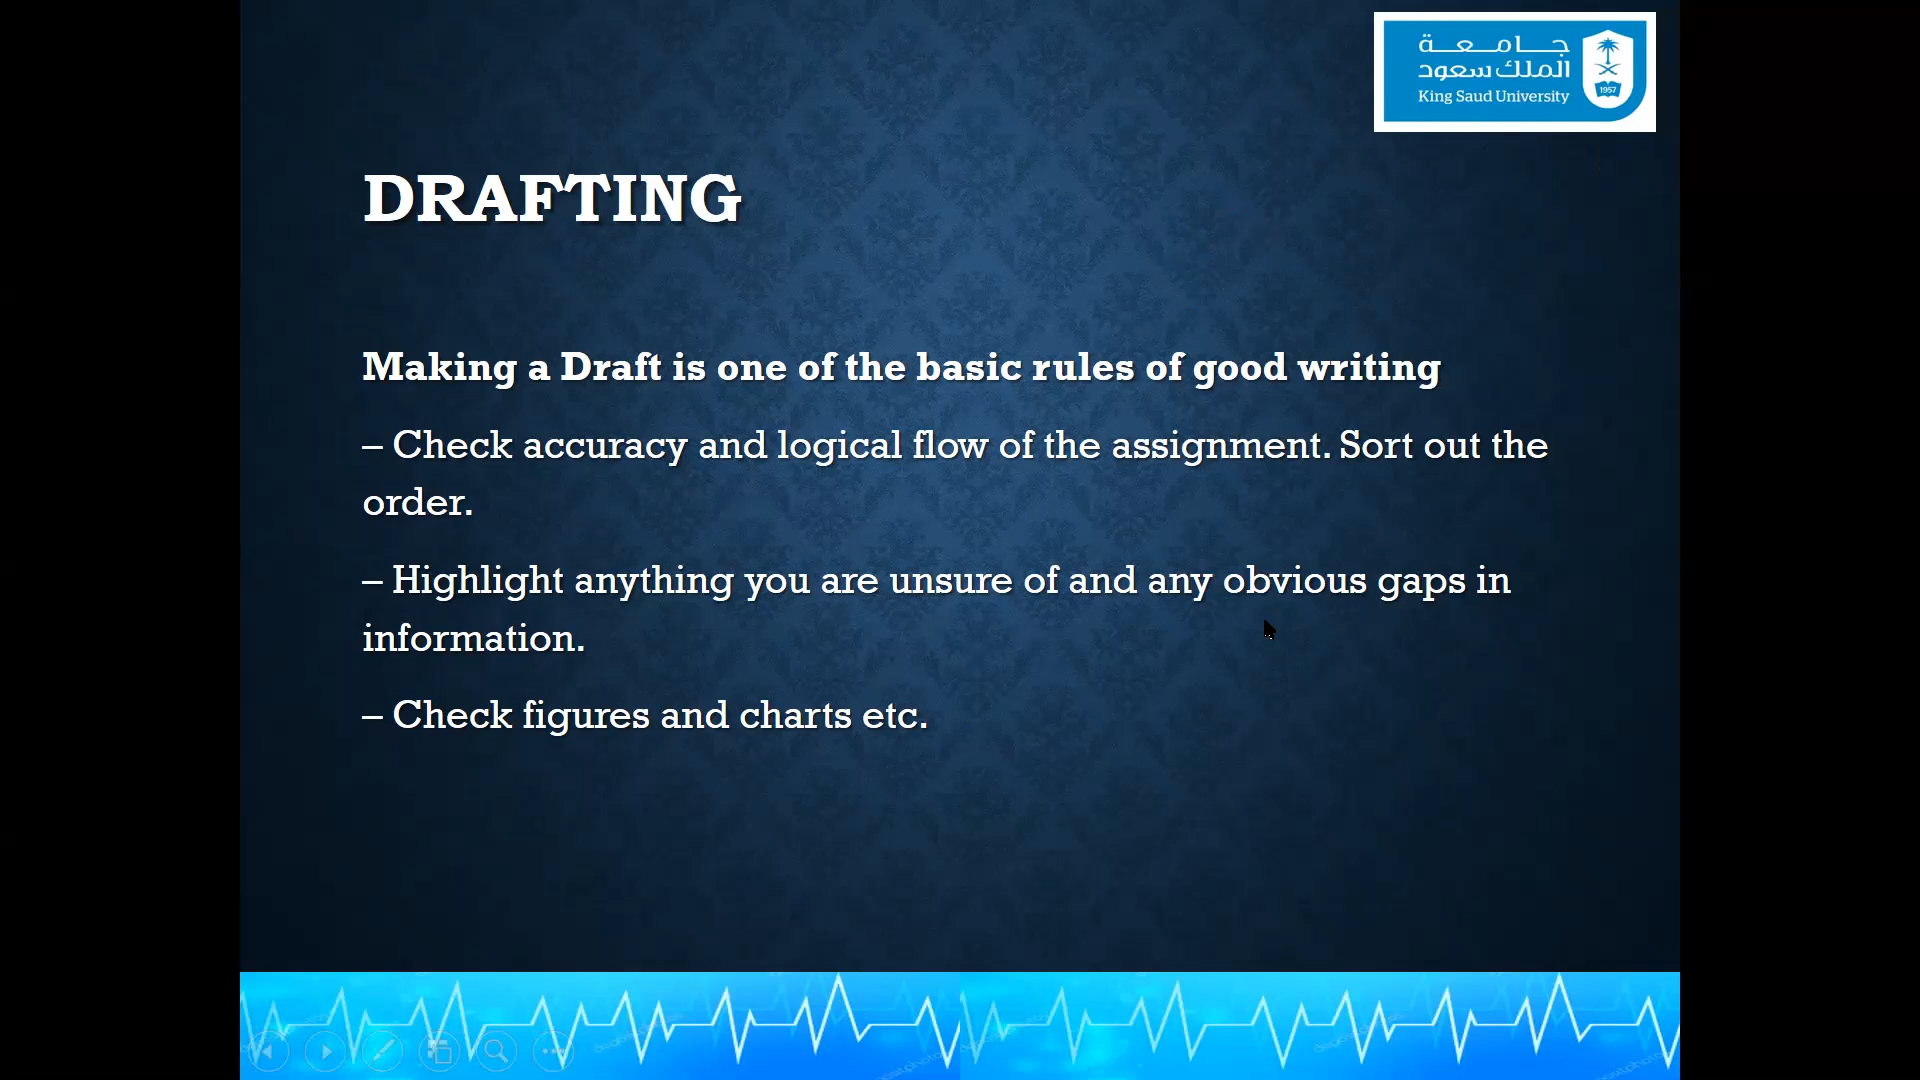 جامعة
الملك سعود
King Saud University
1957
DRAFTING
Making a Draft is one of the basic rules of good writing
– Check accuracy and logical flow of the assignment. Sort out the
order.
– Highlight anything you are unsure of and any obvious gaps in
information.
– Check figures and charts etc.